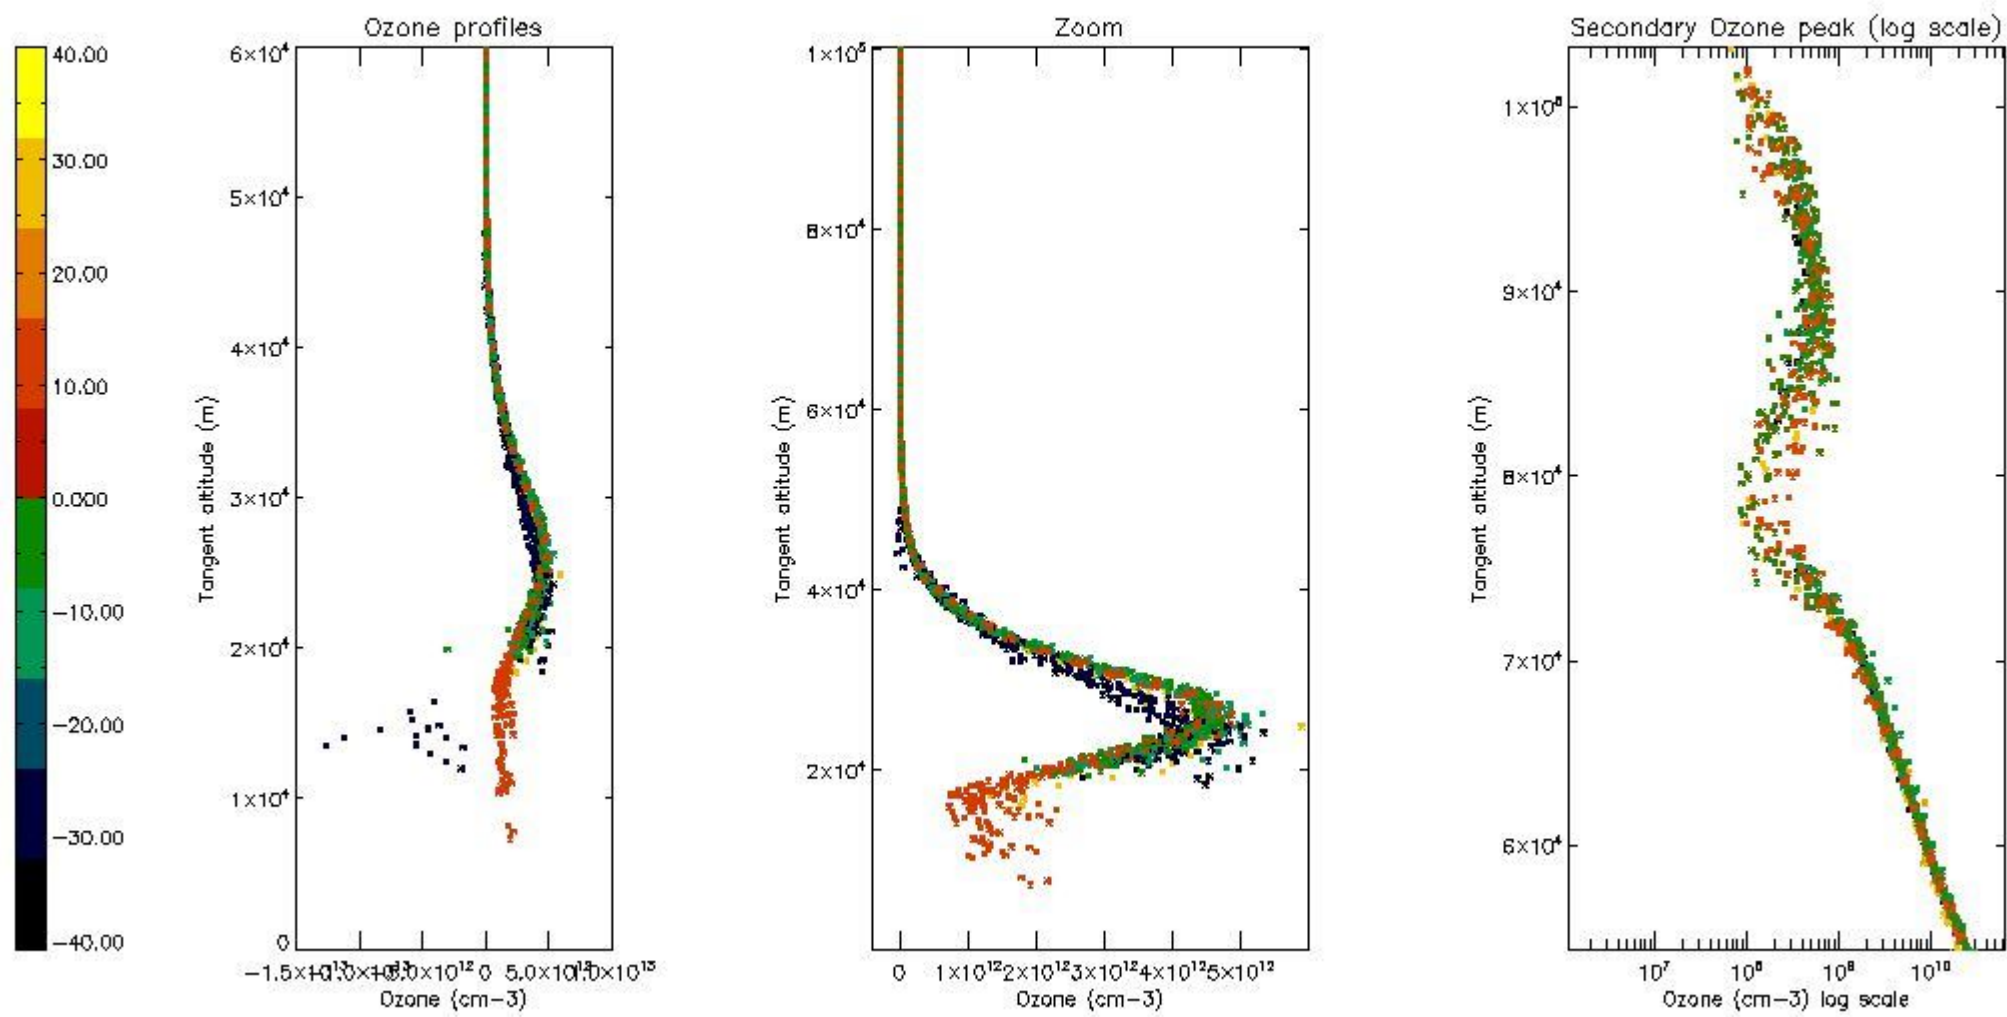 Ozone profiles
Zoom
Secondary Ozone peak (log scale)
40.00
30.00
20.00
10.00
0.000
-10.00
-20.00
-30.00
-40.00
6×10⁴
5×10⁴
4×10⁴
3×10⁴
2×10⁴
1×10⁴
0
Tangent altitude (m)
0
Ozone (cm-3)
1×10⁵
8×10⁴
6×10⁴
4×10⁴
2×10⁴
Tangent altitude (m)
0 1×10¹² 2×10¹² 3×10¹² 4×10¹² 5×10¹²
Ozone (cm-3)
9×10⁴
8×10⁴
7×10⁴
6×10⁴
Tangent altitude (m)
10⁷ 10⁸ 10⁹ 10¹⁰
Ozone (cm-3) log scale